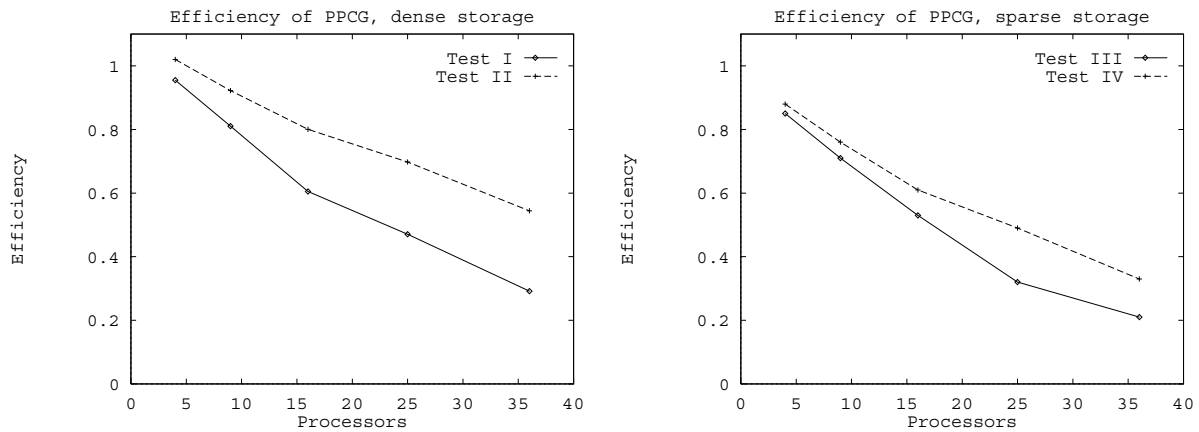 Efficiency of PPCG, dense storage
1
0.8
0.6
0.4
0.2
0
Efficiency
Test I
Test II
0 5 10 15 20 25 30 35 40
Processors
Efficiency of PPCG, sparse storage
1
0.8
0.6
0.4
0.2
0
Efficiency
Test III
Test IV
0 5 10 15 20 25 30 35 40
Processors